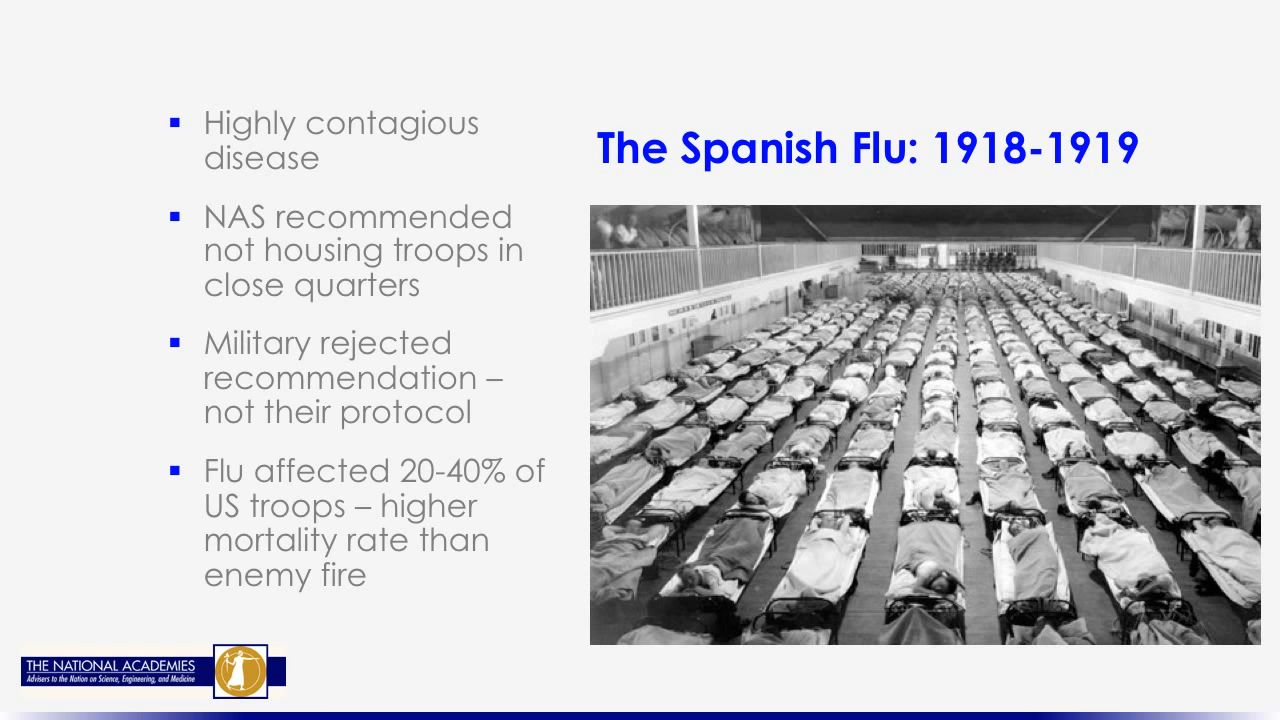 The Spanish Flu: 1918-1919
Highly contagious
disease
NAS recommended
not housing troops in
close quarters
Military rejected
recommendation –
not their protocol
Flu affected 20-40% of
US troops – higher
mortality rate than
enemy fire
THE NATIONAL ACADEMIES
Advisers to the Nation on Science, Engineering, and Medicine